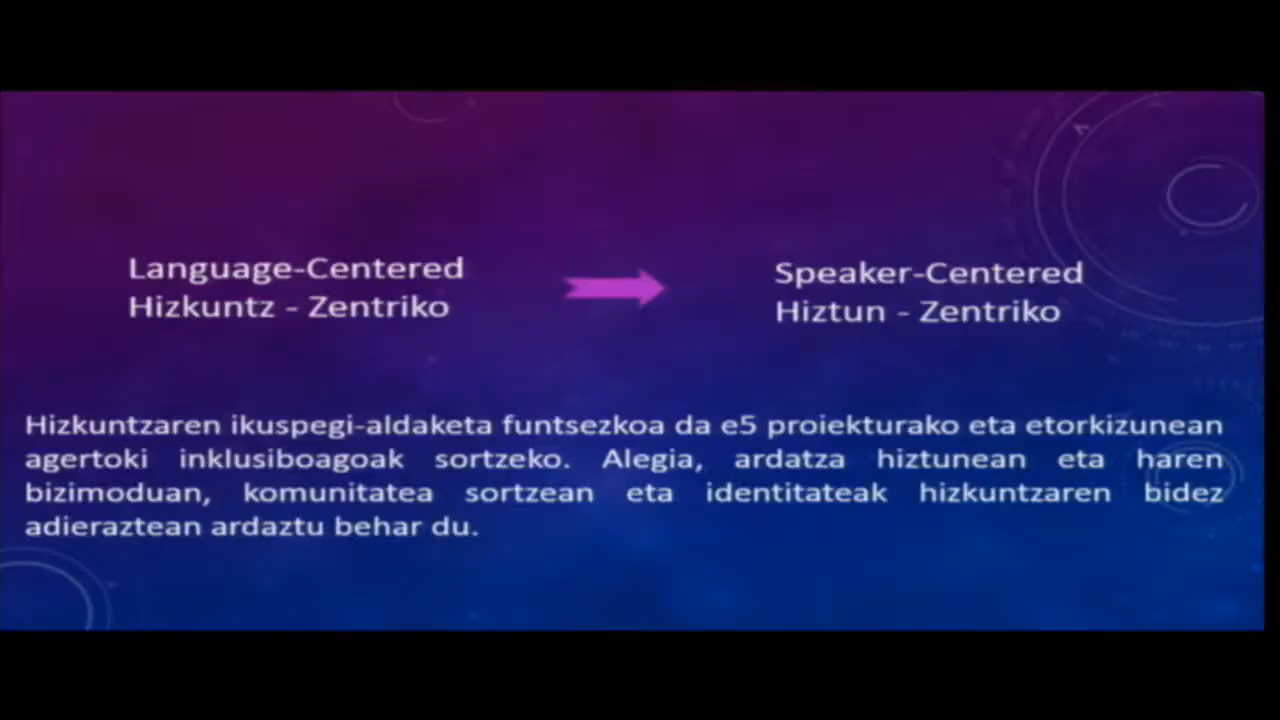 Language-Centered
Hizkuntz - Zentriko
Speaker-Centered
Hiztun - Zentriko
Hizkuntzaren ikuspegi-aldaketa funtsezkoa da e5 proiekturako eta etorkizunean
agertoki inklusiboagoak sortzeko. Alegia, ardatza hiztunean eta haren
bizimoduan, komunitatea sortzean eta identitateak hizkuntzaren bidez
adieraztean ardaztu behar du.